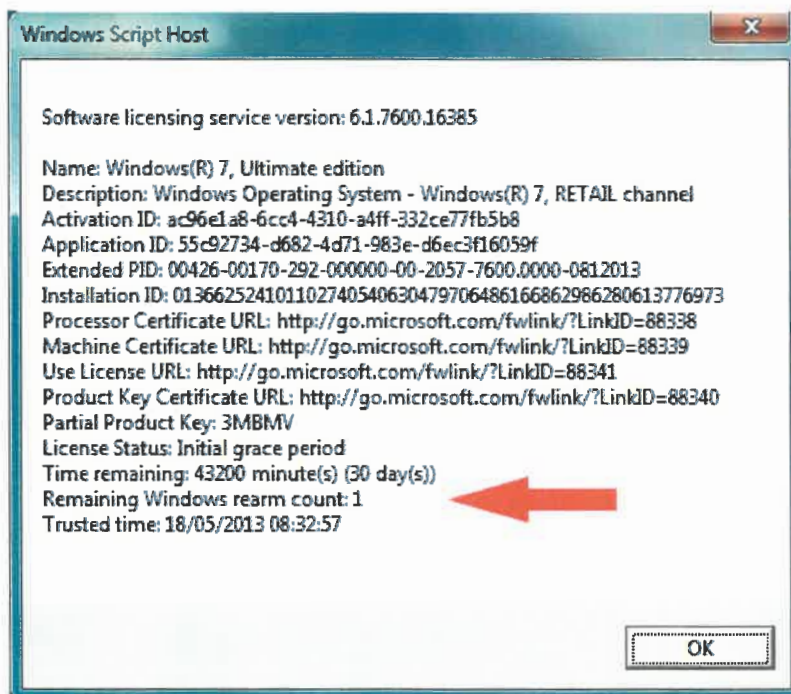 Windows Script Host
Software licensing service version: 6.1.7600.16385
Name: Windows(R) 7, Ultimate edition
Description: Windows Operating System - Windows(R) 7, RETAIL channel
Activation ID: ac96e1a8-6cc4-4310-a4ff-332ce77fb5b8
Application ID: 55c92734-d682-4d71-983e-d6ec3f16059f
Extended PID: 00426-00170-292-000000-00-2057-7600.0000-0812013
Installation ID: 013662524101102740540630479706486166862986280613776973
Processor Certificate URL: http://go.microsoft.com/fwlink/?LinkID=88338
Machine Certificate URL: http://go.microsoft.com/fwlink/?LinkID=88339
Use License URL: http://go.microsoft.com/fwlink/?LinkID=88341
Product Key Certificate URL: http://go.microsoft.com/fwlink/?LinkID=88340
Partial Product Key: 3MBMV
License Status: Initial grace period
Time remaining: 43200 minute(s) (30 day(s))
Remaining Windows rearm count: 1
Trusted time: 18/05/2013 08:32:57
OK